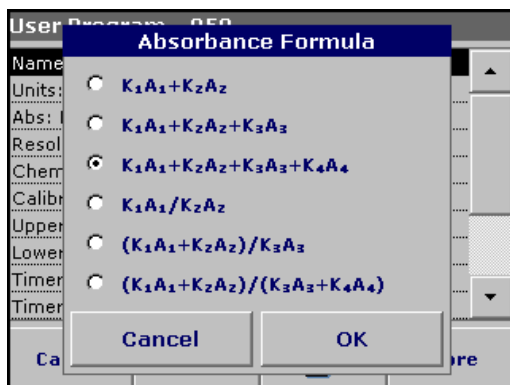 User Program 950
Absorbance Formula
Name
Units:
Abs:
Resol
Chem
Calibr
Upper
Lower
Timer
Timer
K₁A₁+K₂A₂
K₁A₁+K₂A₂+K₃A₃
K₁A₁+K₂A₂+K₃A₃+K₄A₄
K₁A₁/K₂A₂
(K₁A₁+K₂A₂)/K₃A₃
(K₁A₁+K₂A₂)/(K₃A₃+K₄A₄)
Cancel
OK
Ca
ore